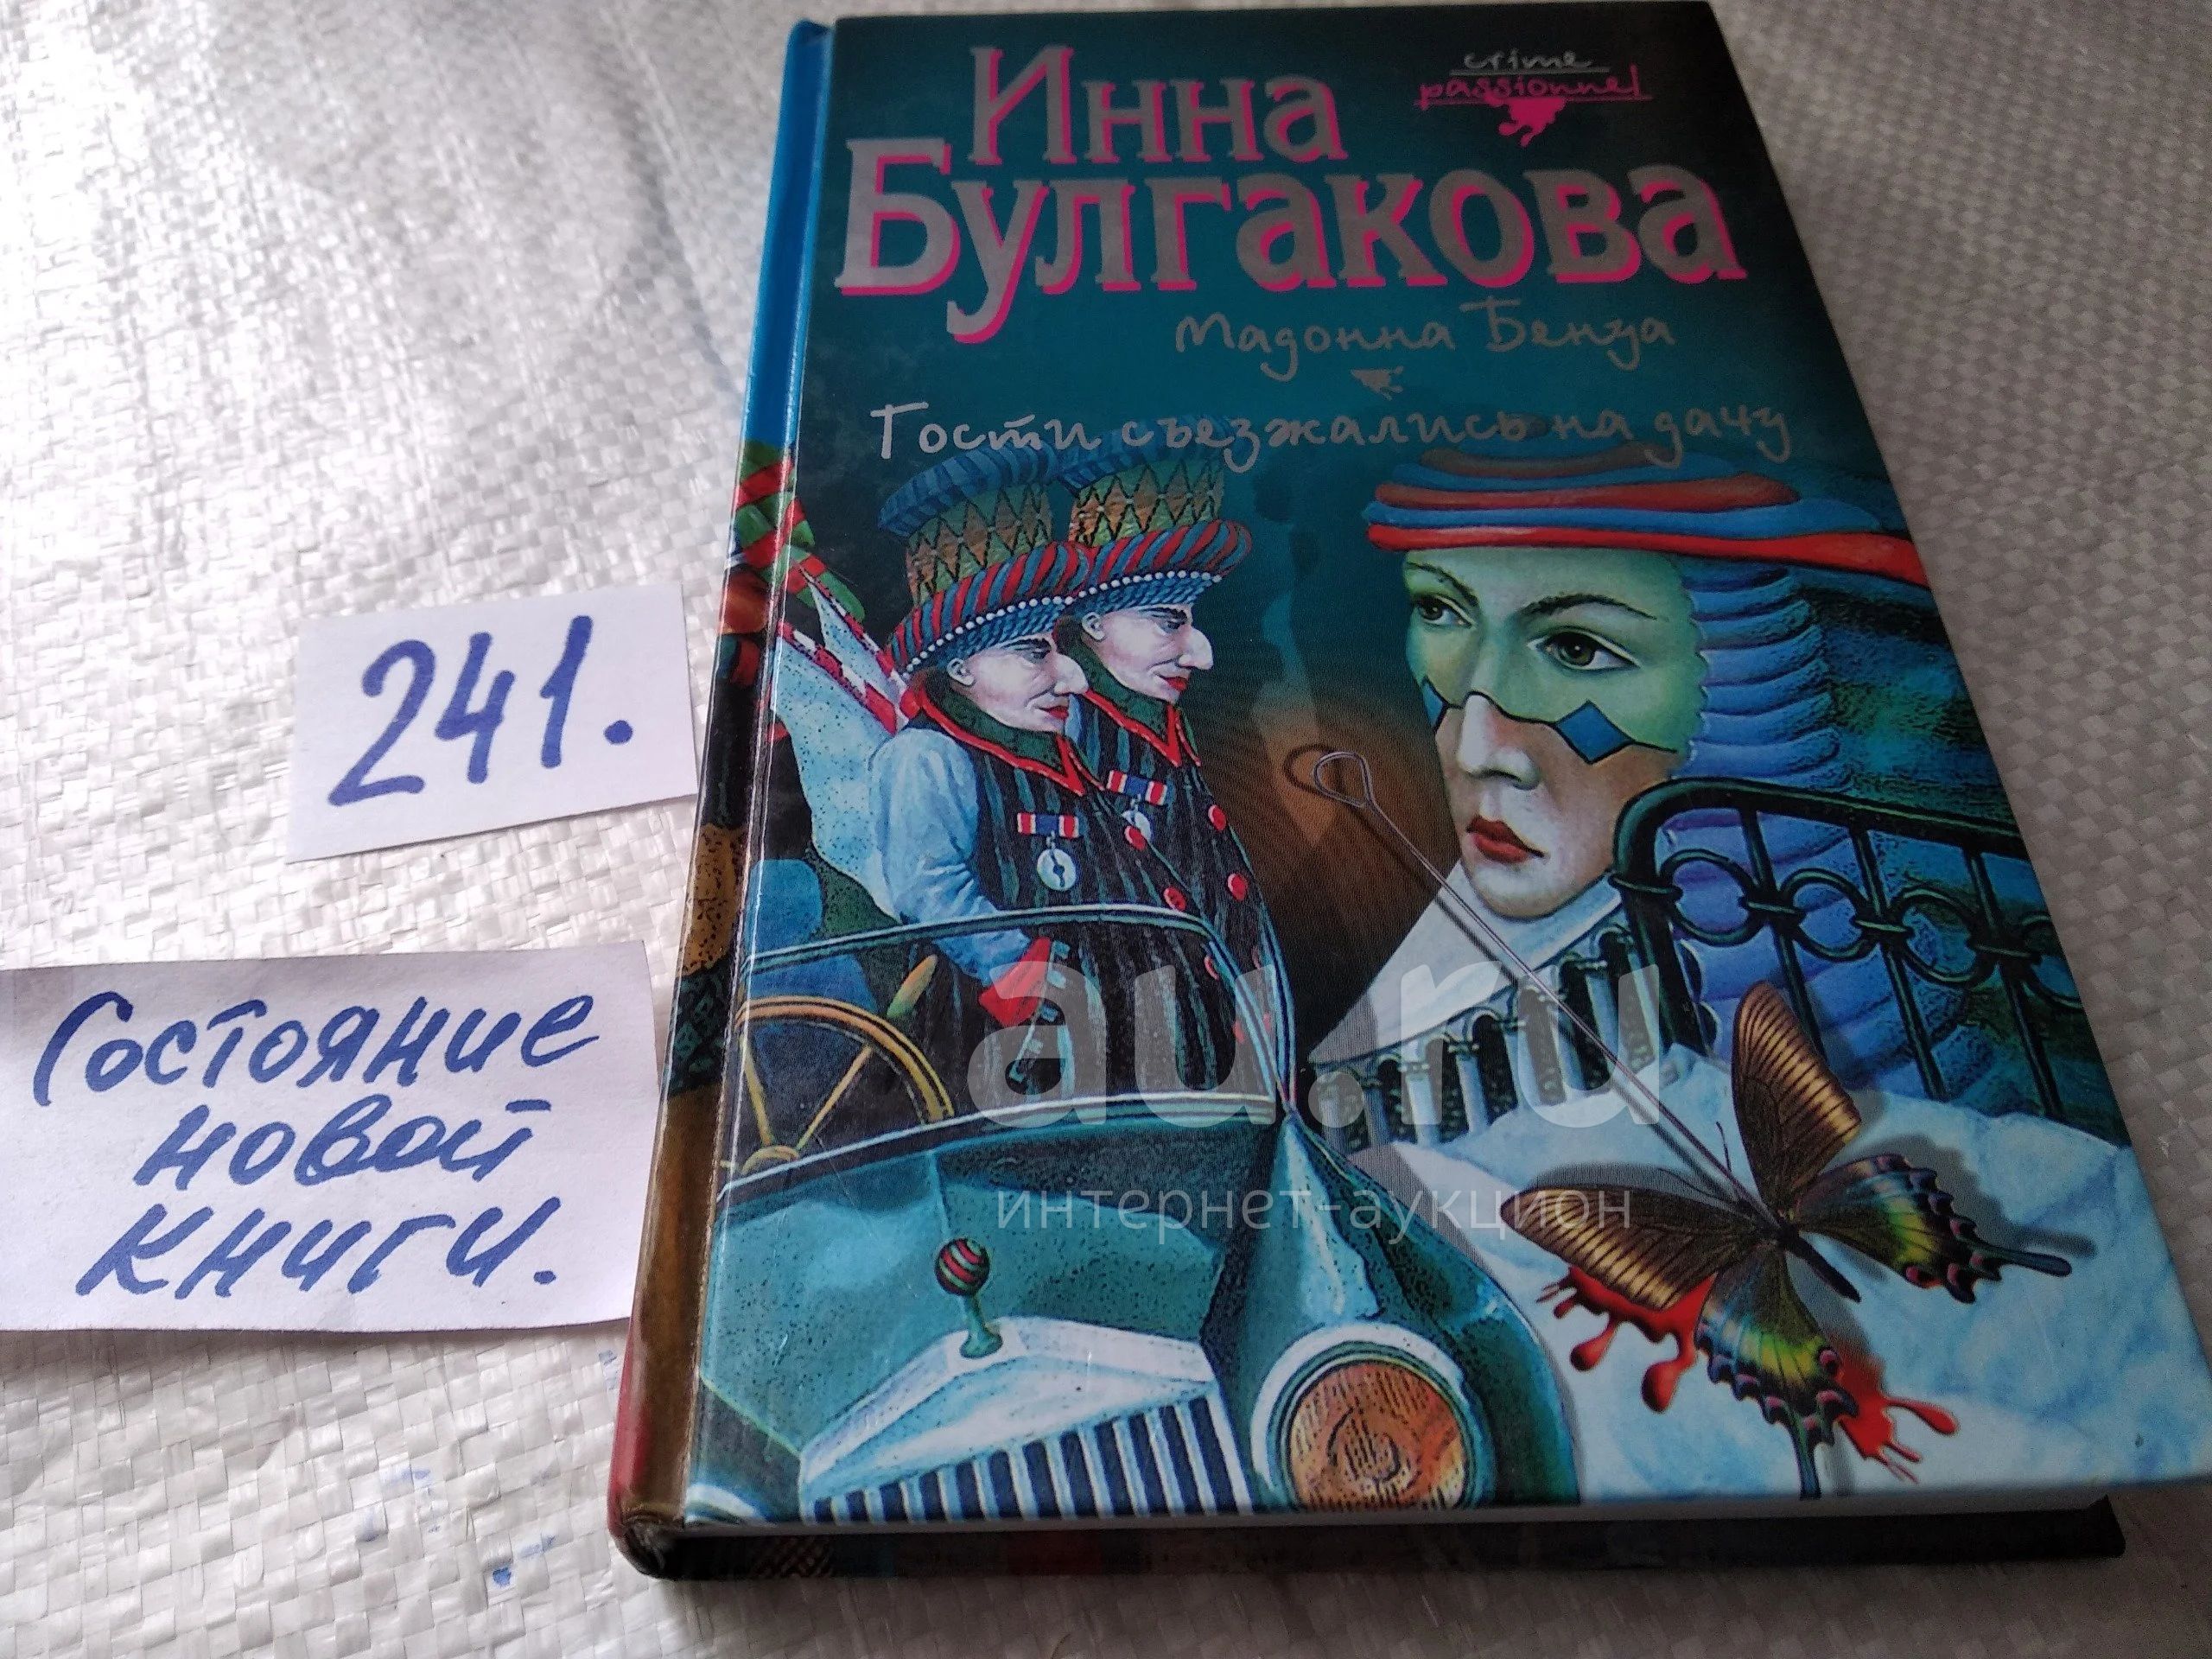 Инна
crime
passionnel
Булгакова
Мадонна Бенуа
Гости съезжались на дачу
241.
Состояние
новой
книги.
au.ru
интернет-аукцион